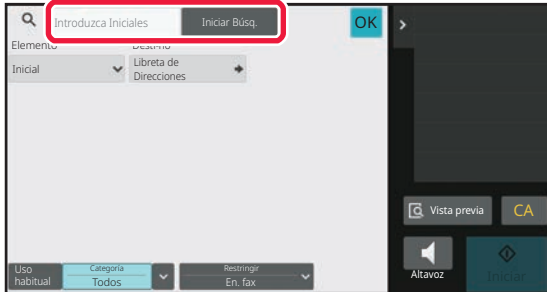 Introduzca Iniciales
Iniciar Búsq.
OK
Elemento
Inicial
Libreta de
Direcciones
Vista previa
CA
Altavoz
Iniciar
Uso
habitual
Categoría
Todos
Restringir
En. fax